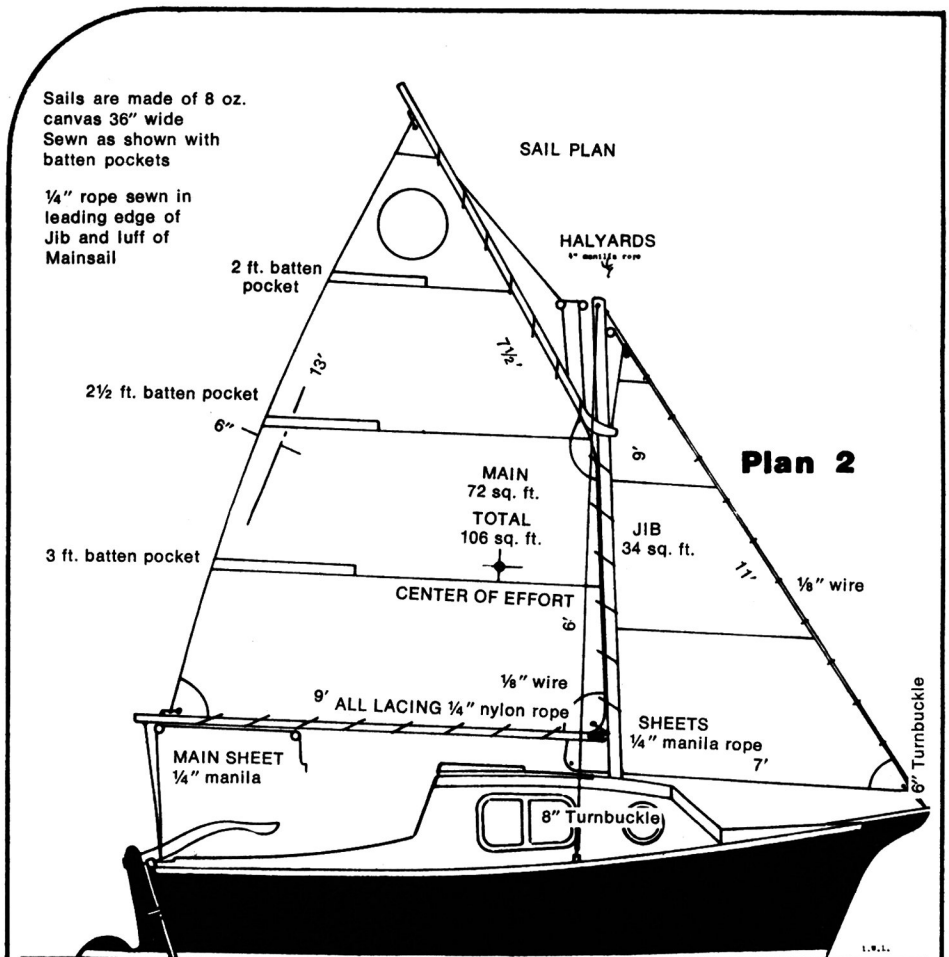 Sails are made of 8 oz.
canvas 36″ wide
Sewn as shown with
batten pockets
¼″ rope sewn in
leading edge of
Jib and luff of
Mainsail
SAIL PLAN
HALYARDS
manilla rope
2 ft. batten
pocket
7½'
13'
2½ ft. batten pocket
6″
9'
Plan 2
MAIN
72 sq. ft.
TOTAL
106 sq. ft.
JIB
34 sq. ft.
3 ft. batten pocket
11'
⅛″ wire
CENTER OF EFFORT
6'
⅛″ wire
9' ALL LACING ¼″ nylon rope
SHEETS
¼″ manila rope
7'
6″ Turnbuckle
MAIN SHEET
¼″ manila
8″ Turnbuckle